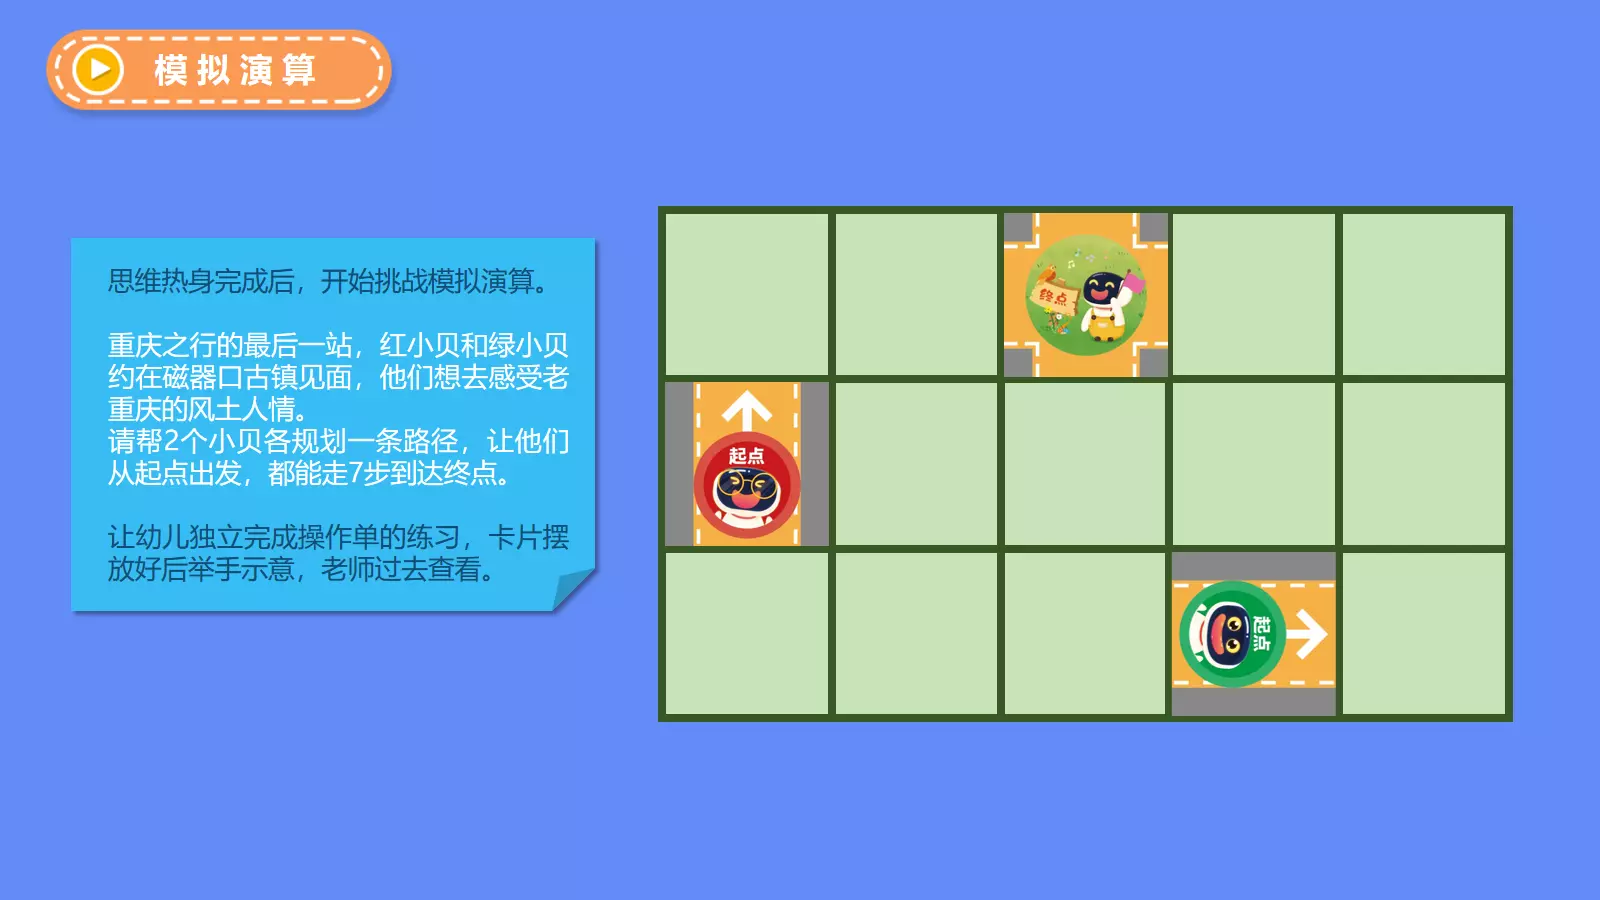 模拟演算
思维热身完成后，开始挑战模拟演算。
重庆之行的最后一站，红小贝和绿小贝
约在磁器口古镇见面，他们想去感受老
重庆的风土人情。
请帮2个小贝各规划一条路径，让他们
从起点出发，都能走7步到达终点。
让幼儿独立完成操作单的练习，卡片摆
放好后举手示意，老师过去查看。
终点
起点
起点